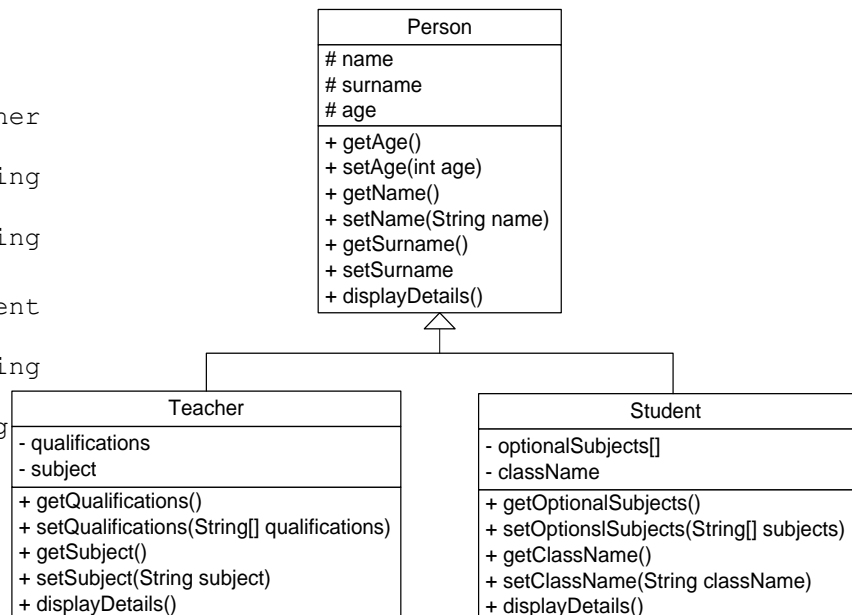 Person
# name
# surname
# age
+ getAge()
+ setAge(int age)
+ getName()
+ setName(String name)
+ getSurname()
+ setSurname
+ displayDetails()
Teacher
- qualifications
- subject
+ getQualifications()
+ setQualifications(String[] qualifications)
+ getSubject()
+ setSubject(String subject)
+ displayDetails()
Student
- optionalSubjects[]
- className
+ getOptionalSubjects()
+ setOptionslSubjects(String[] subjects)
+ getClassName()
+ setClassName(String className)
+ displayDetails()